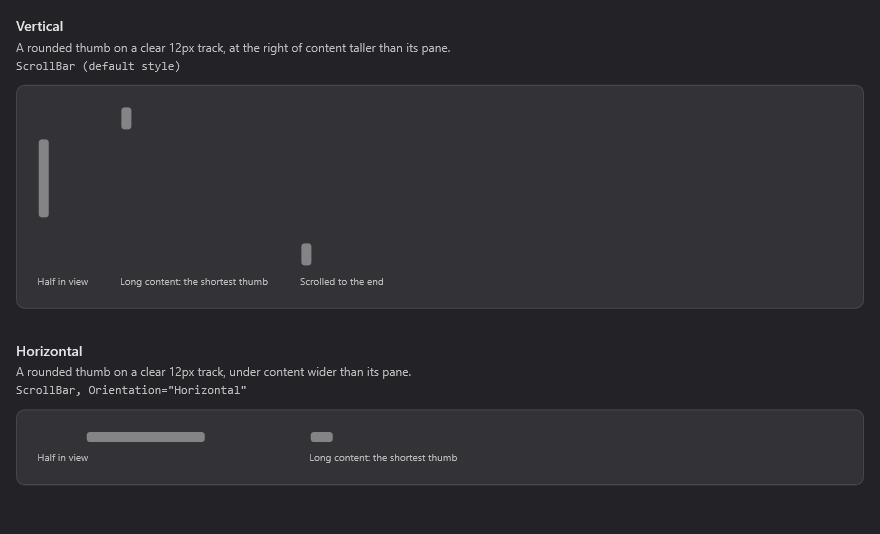 Vertical
A rounded thumb on a clear 12px track, at the right of content taller than its pane.
ScrollBar (default style)
Half in view
Long content: the shortest thumb
Scrolled to the end
Horizontal
A rounded thumb on a clear 12px track, under content wider than its pane.
ScrollBar, Orientation="Horizontal"
Half in view
Long content: the shortest thumb